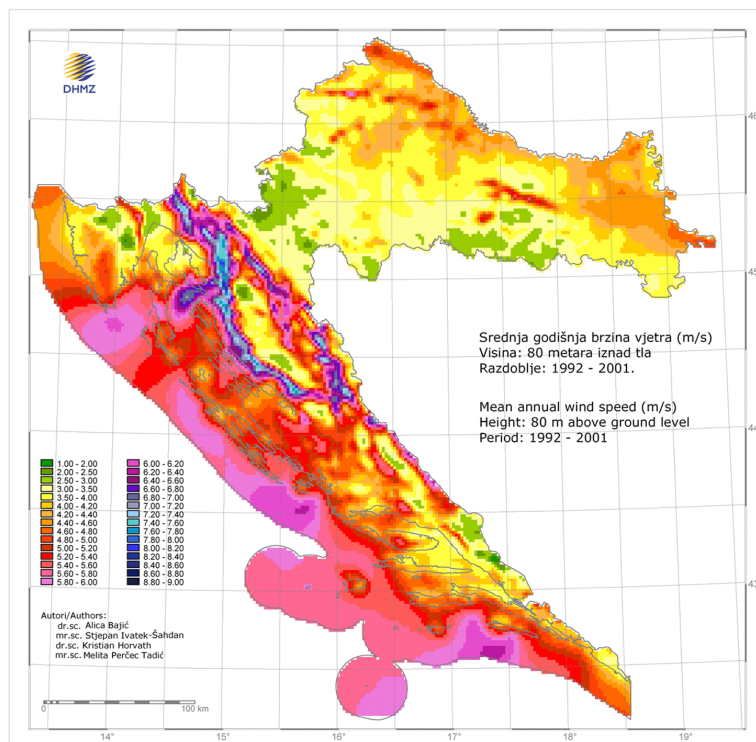 DHMZ
46
45
Srednja godišnja brzina vjetra (m/s)
Visina: 80 metara iznad tla
Razdoblje: 1992 - 2001.
Mean annual wind speed (m/s)
Height: 80 m above ground level
Period: 1992 - 2001
44
1.00 - 2.00
2.00 - 2.50
2.50 - 3.00
3.00 - 3.50
3.50 - 4.00
4.00 - 4.20
4.20 - 4.40
4.40 - 4.60
4.60 - 4.80
4.80 - 5.00
5.00 - 5.20
5.20 - 5.40
5.40 - 5.60
5.60 - 5.80
5.80 - 6.00
6.00 - 6.20
6.20 - 6.40
6.40 - 6.60
6.60 - 6.80
6.80 - 7.00
7.00 - 7.20
7.20 - 7.40
7.40 - 7.60
7.60 - 7.80
7.80 - 8.00
8.00 - 8.20
8.20 - 8.40
8.40 - 8.60
8.60 - 8.80
8.80 - 9.00
43
Autori/Authors:
dr.sc. Alica Bajić
mr.sc. Stjepan Ivatek-Šahdan
dr.sc. Kristian Horvath
mr.sc. Melita Perčec Tadić
0 100 km
14° 15° 16° 17° 18° 19°